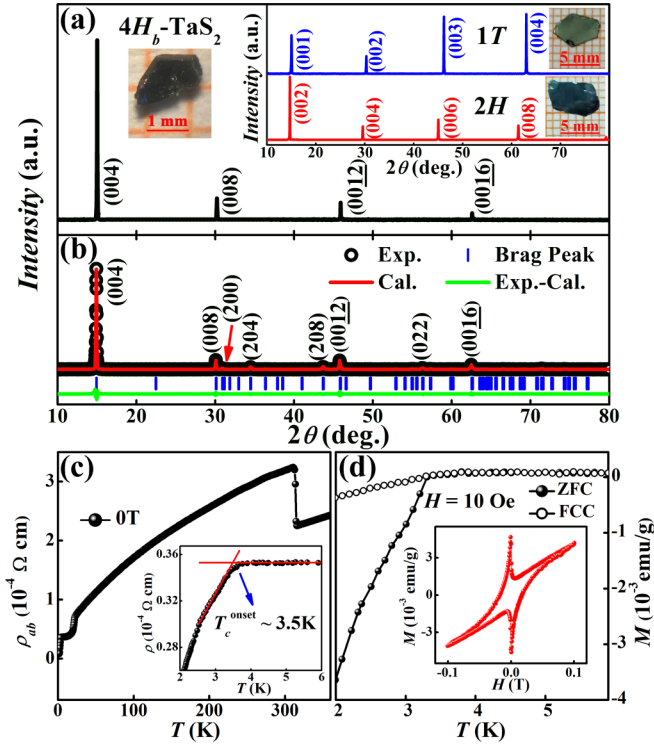 (a)
4H_b-TaS_2
1 mm
Intensity (a.u.)
(004)
(008)
(0012)
(0016)
Intensity (a.u.)
(001)
(002)
(003)
(004)
1T
5 mm
(002)
(004)
(006)
(008)
2H
5 mm
10 20 30 40 50 60 70
2θ (deg.)
(b)
Exp.
Brag Peak
Cal.
Exp.-Cal.
(004)
(008)
(200)
(204)
(208)
(0012)
(022)
(0016)
10 20 30 40 50 60 70 80
2θ (deg.)
(c)
0T
ρ_ab (10^-4 Ω cm)
3
2
1
0
0 100 200 300
T (K)
ρ (10^-4 Ω cm)
0.36
0.32
0.28
T_c^onset ~ 3.5K
2 3 4 5 6
T (K)
(d)
H = 10 Oe
ZFC
FCC
M (10^-3 emu/g)
0
-1
-2
-3
-4
2 3 4 5
T (K)
M (10^-3 emu/g)
3
0
-3
-0.1 0.0 0.1
H (T)